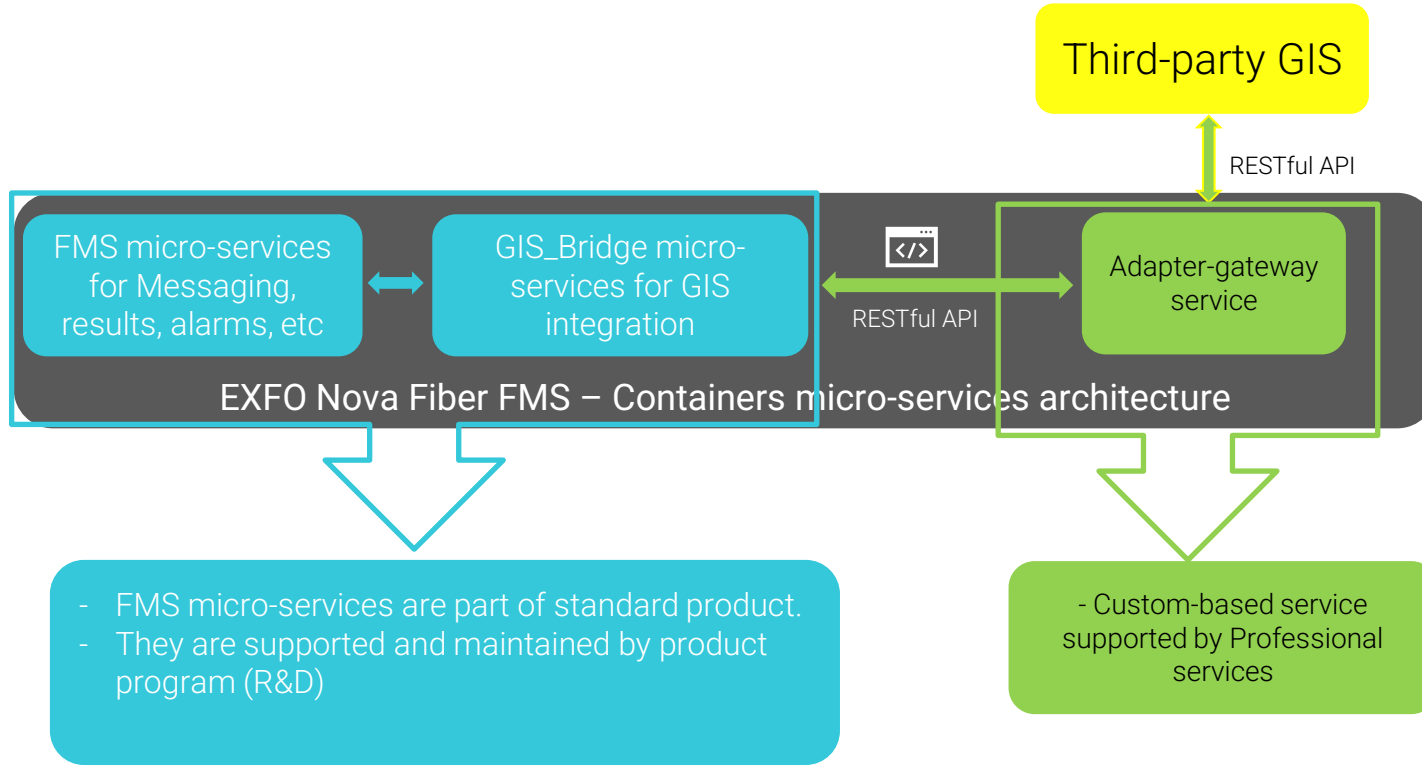 Third-party GIS
RESTful API
FMS micro-services
for Messaging,
results, alarms, etc
GIS_Bridge micro-
services for GIS
integration
</>
RESTful API
Adapter-gateway
service
EXFO Nova Fiber FMS – Containers micro-services architecture
- FMS micro-services are part of standard product.
- They are supported and maintained by product
program (R&D)
- Custom-based service
supported by Professional
services